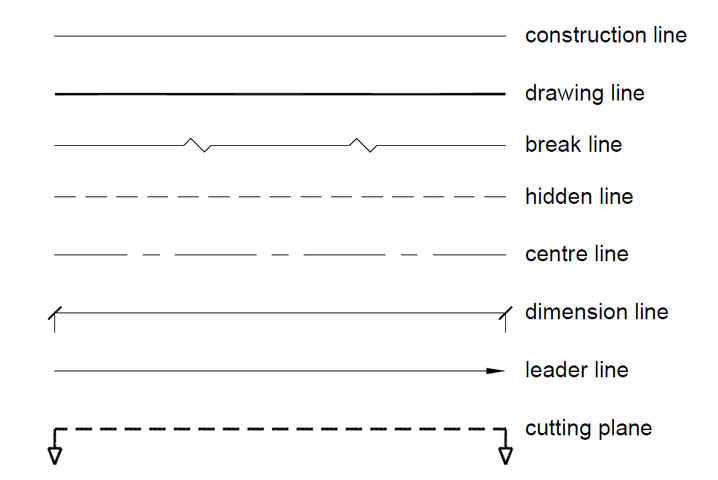 construction line
drawing line
break line
hidden line
centre line
dimension line
leader line
cutting plane